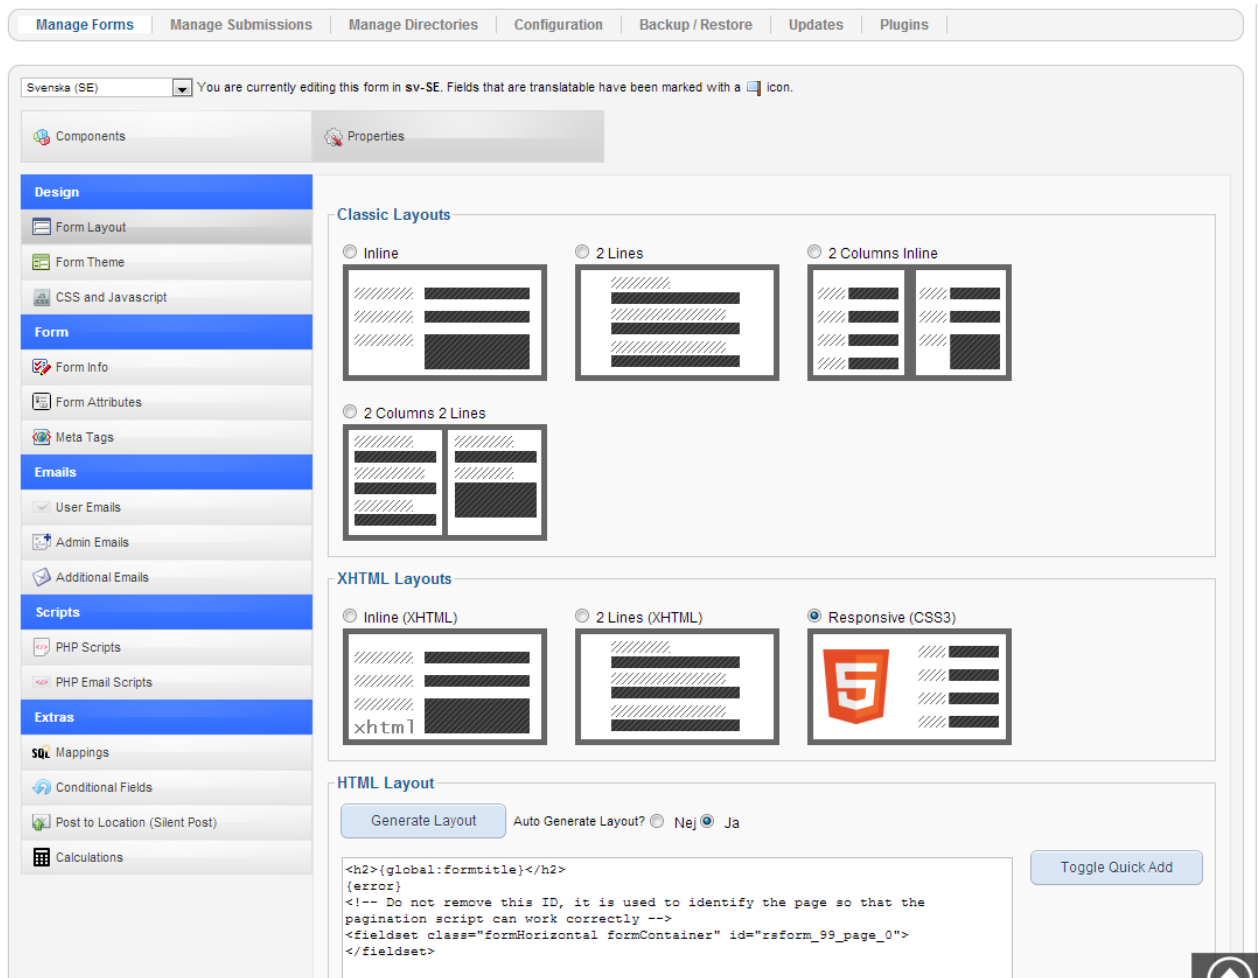 Manage Forms Manage Submissions Manage Directories Configuration Backup / Restore Updates Plugins
Svenska (SE) You are currently editing this form in sv-SE. Fields that are translatable have been marked with a icon.
Components Properties
Design
Form Layout
Form Theme
CSS and Javascript
Form
Form Info
Form Attributes
Meta Tags
Emails
User Emails
Admin Emails
Additional Emails
Scripts
PHP Scripts
PHP Email Scripts
Extras
SQL Mappings
Conditional Fields
Post to Location (Silent Post)
Calculations
Classic Layouts
Inline 2 Lines 2 Columns Inline
2 Columns 2 Lines
XHTML Layouts
Inline (XHTML) 2 Lines (XHTML) Responsive (CSS3)
xhtml 5
HTML Layout
Generate Layout Auto Generate Layout? Nej Ja
Toggle Quick Add
<h2>{global:formtitle}</h2>
{error}
<!-- Do not remove this ID, it is used to identify the page so that the
pagination script can work correctly -->
<fieldset class="formHorizontal formContainer" id="rsform_99_page_0">
</fieldset>